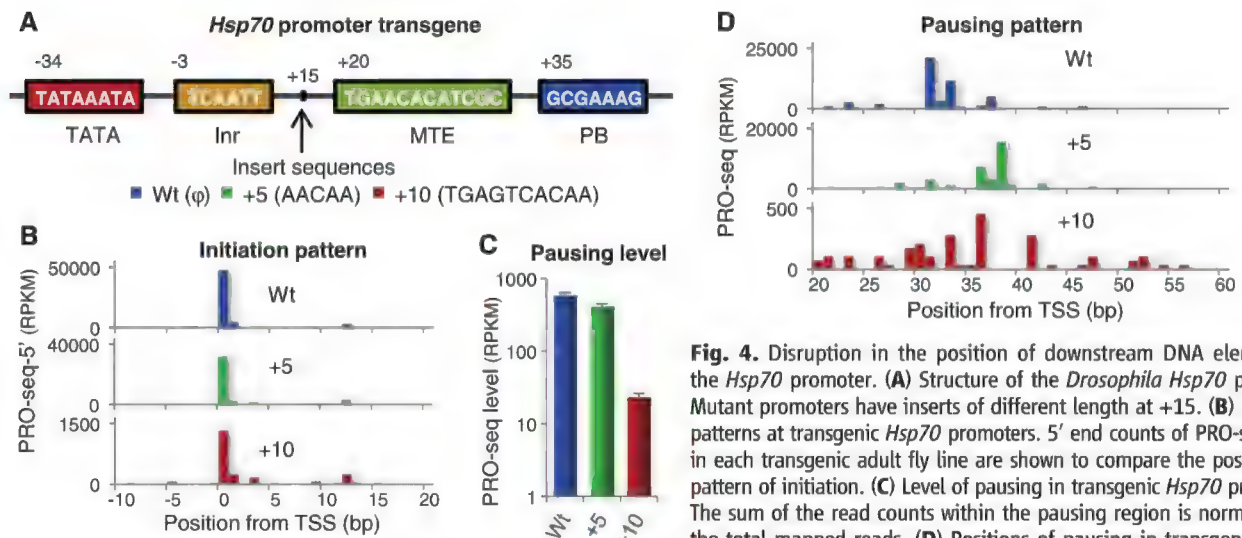 A
Hsp70 promoter transgene
-34
-3
+15
+20
+35
TATAAATA
TCAATT
TGAACACATCGC
GCGAAAG
TATA
Inr
MTE
PB
Insert sequences
Wt (φ) +5 (AACAA) +10 (TGAGTCACAA)
B
Initiation pattern
PRO-seq-5' (RPKM)
50000
0
Wt
40000
0
+5
1500
0
+10
-10 -5 0 5 10 15 20
Position from TSS (bp)
C
Pausing level
PRO-seq level (RPKM)
1000
100
10
1
Wt
+5
D
Pausing pattern
PRO-seq (RPKM)
25000
0
Wt
20000
0
+5
500
0
+10
20 25 30 35 40 45 50 55 60
Position from TSS (bp)
Fig. 4. Disruption in the position of downstream DNA
the Hsp70 promoter. (A) Structure of the Drosophila Hsp70
Mutant promoters have inserts of different length at +15. (B)
patterns at transgenic Hsp70 promoters. 5' end counts of
in each transgenic adult fly line are shown to compare the
pattern of initiation. (C) Level of pausing in transgenic Hsp70
The sum of the read counts within the pausing region is
the total mapped reads. (D) Positions of pausing in